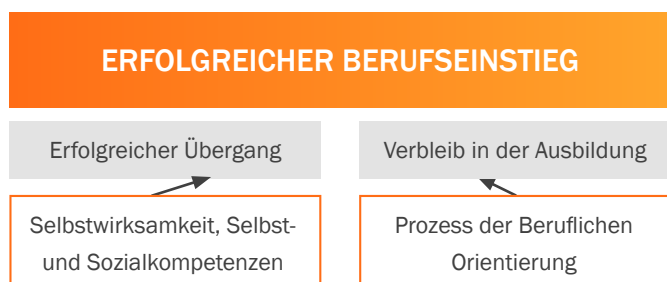 ERFOLGREICHER BERUFSEINSTIEG
Erfolgreicher Übergang
Verbleib in der Ausbildung
Selbstwirksamkeit, Selbst-
und Sozialkompetenzen
Prozess der Beruflichen
Orientierung